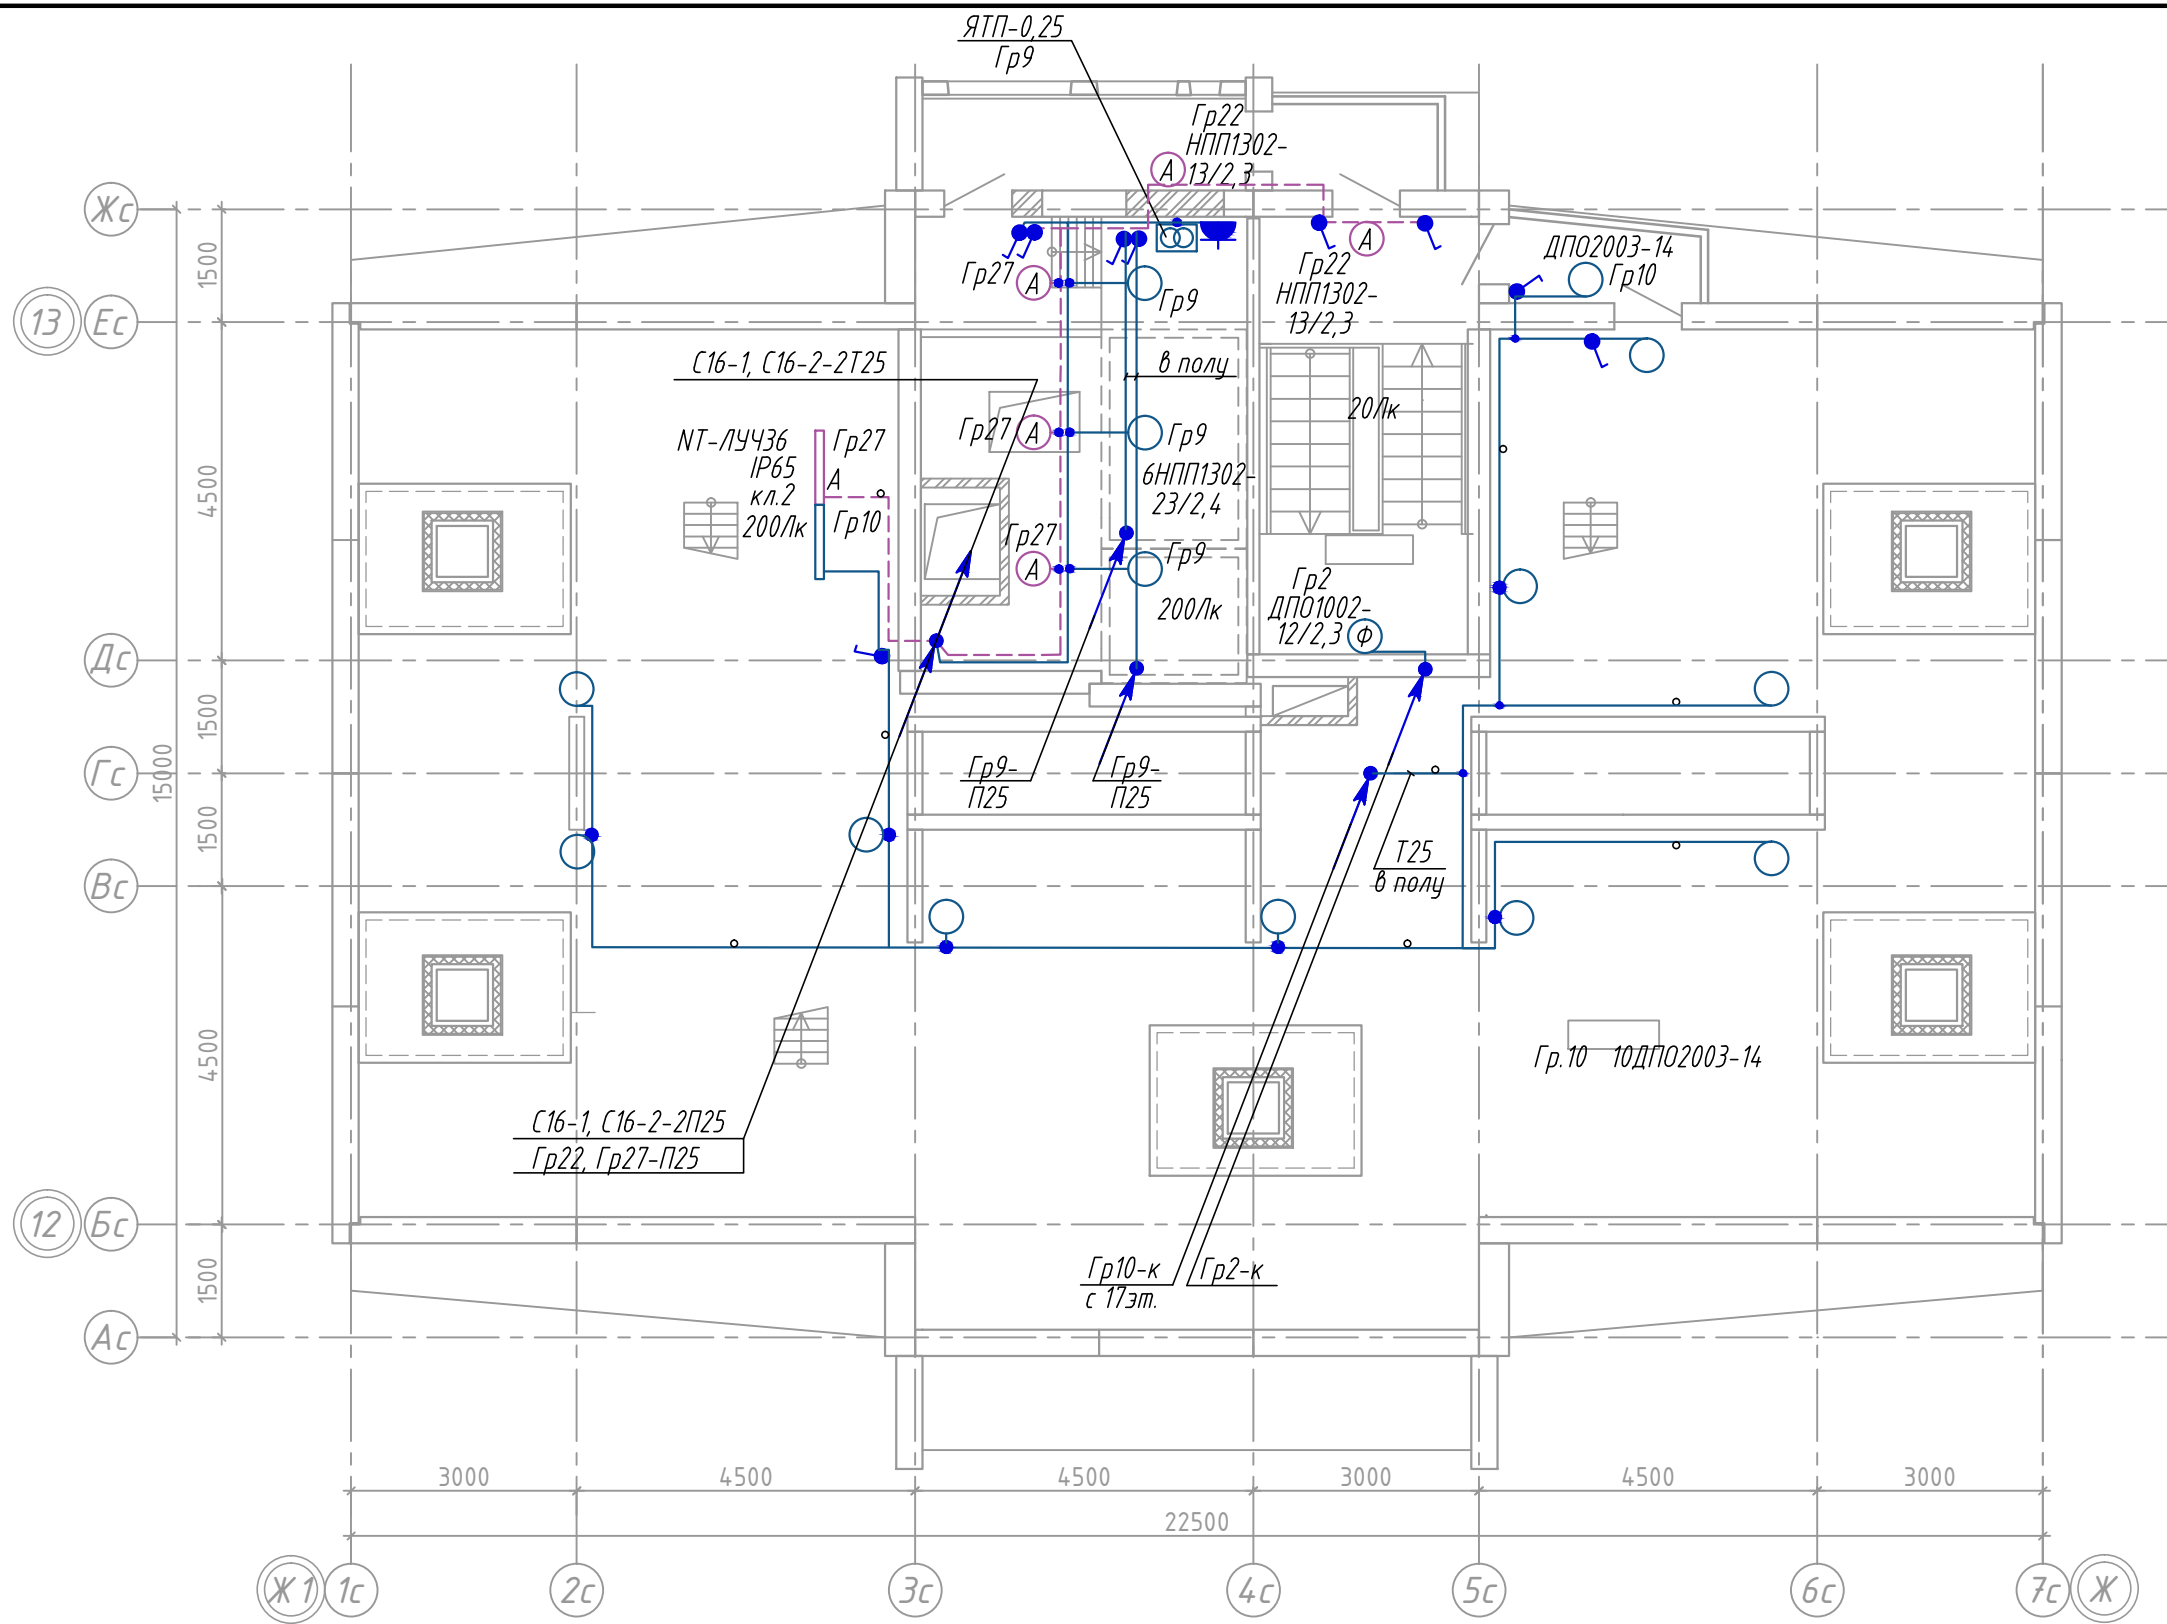 ЯТП-0,25
Гр9
Гр22
НПП1302-
13/2,3
А
Жс
1500
Гр27
А
Гр9
А
Гр22
НПП1302-
13/2,3
ДПО2003-14
Гр10
13
Ес
С16-1, С16-2-2Т25
в полу
20Лк
NT-ЛУЧ36
IP65
кл.2
200Лк
Гр27
А
Гр10
Гр27
А
Гр9
6НПП1302-
23/2,4
4500
Гр27
А
Гр9
200Лк
Гр2
ДПО1002-
12/2,3
Ф
Дс
1500
15000
Гс
Гр9-
П25
Гр9-
П25
1500
Т25
в полу
Вс
4500
Гр.10 10ДПО2003-14
С16-1, С16-2-2П25
Гр22, Гр27-П25
12
Бс
1500
Гр10-к
с 17эт.
Гр2-к
Ас
3000
4500
4500
3000
4500
3000
22500
Ж1
1с
2с
3с
4с
5с
6с
7с
Ж